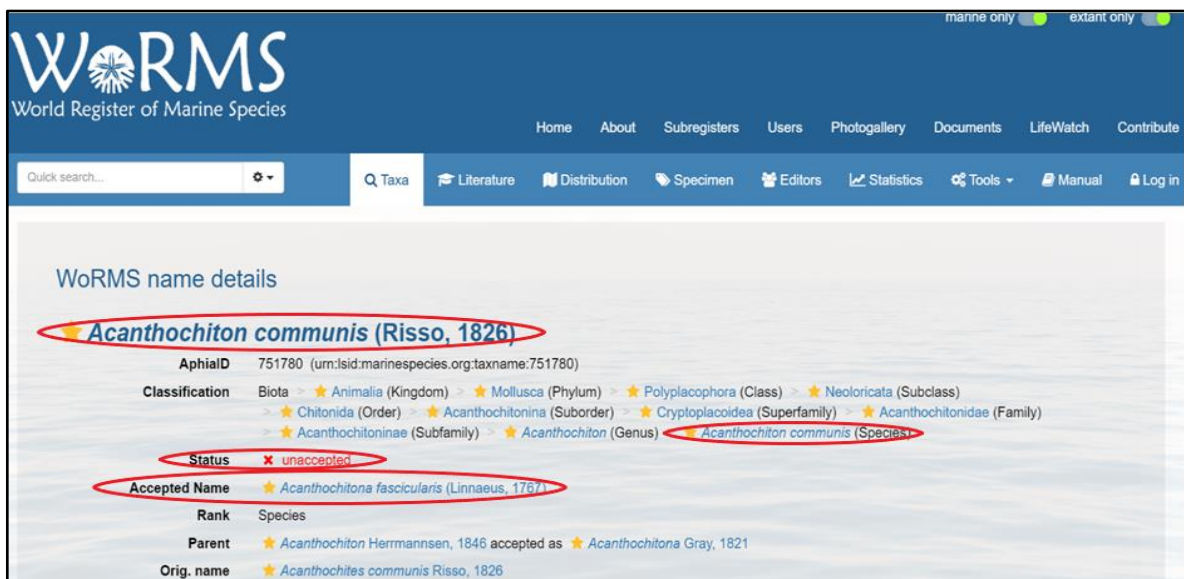 marine only extant only
WoRMS
World Register of Marine Species
Home About Subregisters Users Photogallery Documents LifeWatch Contribute
Quick search... Taxa Literature Distribution Specimen Editors Statistics Tools Manual Log in
WoRMS name details
Acanthochiton communis (Risso, 1826)
AphiaID 751780 (urn:lsid:marinespecies.org:taxname:751780)
Classification Biota > Animalia (Kingdom) > Mollusca (Phylum) > Polyplacophora (Class) > Neoloricata (Subclass)
> Chitonida (Order) > Acanthochitonina (Suborder) > Cryptoplacoidea (Superfamily) > Acanthochitonidae (Family)
> Acanthochitoninae (Subfamily) > Acanthochiton (Genus) > Acanthochiton communis (Species)
Status × unaccepted
Accepted Name Acanthochitona fascicularis (Linnaeus, 1767)
Rank Species
Parent Acanthochiton Herrmannsen, 1846 accepted as Acanthochitona Gray, 1821
Orig. name Acanthochites communis Risso, 1826